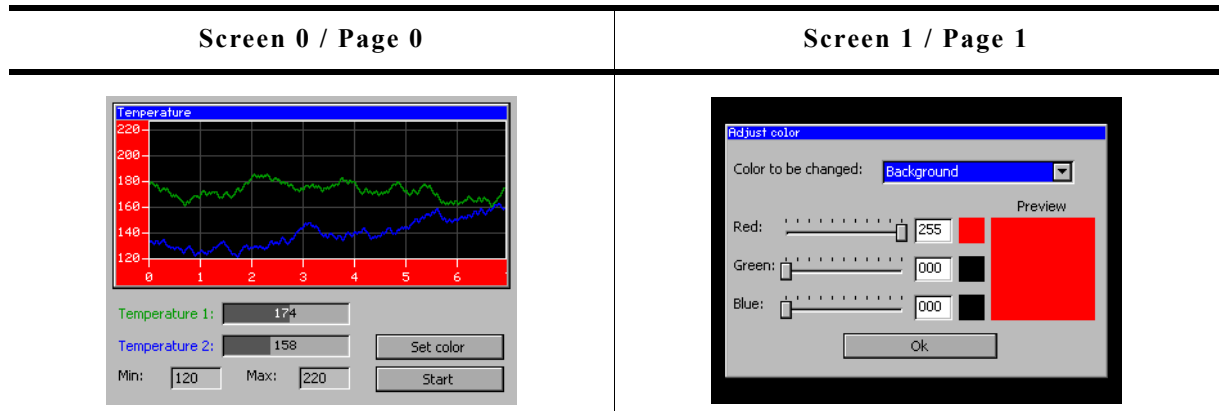 Screen 0 / Page 0
Screen 1 / Page 1
Temperature
220
200
180
160
140
120
0 1 2 3 4 5 6
Temperature 1: 174
Temperature 2: 158
Set color
Min: 120 Max: 220
Start
Adjust color
Color to be changed: Background
Preview
Red: 255
Green: 000
Blue: 000
Ok